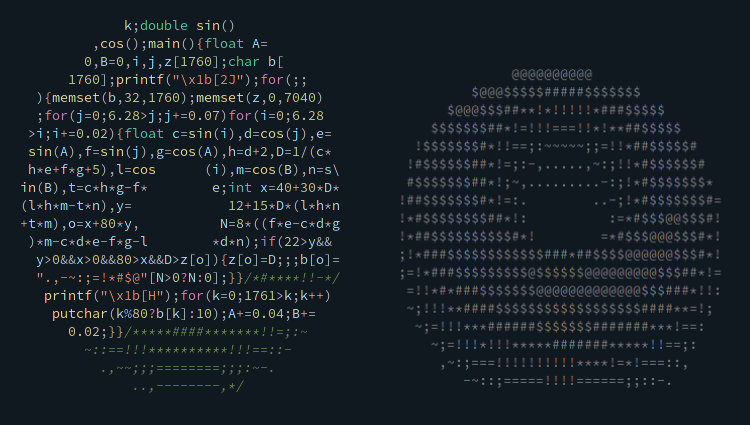 k;double sin()
,cos();main(){float A=
0,B=0,i,j,z[1760];char b[
1760];printf("\x1b[2J");for(;;
){memset(b,32,1760);memset(z,0,7040)
;for(j=0;6.28>j;j+=0.07)for(i=0;6.28
>i;i+=0.02){float c=sin(i),d=cos(j),e=
sin(A),f=sin(j),g=cos(A),h=d+2,D=1/(c*
h*e+f*g+5),l=cos      (i),m=cos(B),n=s\
in(B),t=c*h*g-f*        e;int x=40+30*D*
(l*h*m-t*n),y=            12+15*D*(l*h*n
+t*m),o=x+80*y,          N=8*((f*e-c*d*g
)*m-c*d*e-f*g-l        *d*n);if(22>y&&
y>0&&x>0&&80>x&&D>z[o]){z[o]=D;;;b[o]=
".,-~:;=!*#$@"[N>0?N:0];}}/*#****!!-*/
printf("\x1b[H");for(k=0;1761>k;k++)
putchar(k%80?b[k]:10);A+=0.04;B+=
0.02;}}/*****####*******!!=;:~
~::==!!!**********!!!==::-
.,~~;;;========;;;:~-.
..,--------,*/